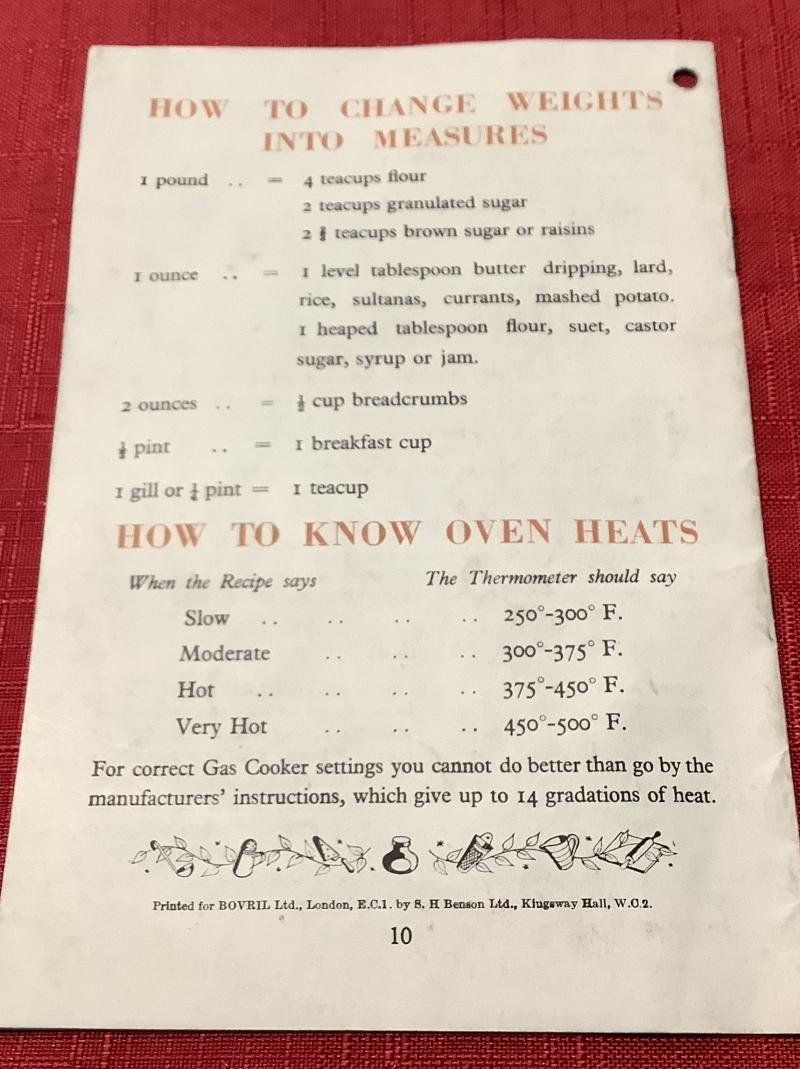 HOW TO CHANGE WEIGHTS
INTO MEASURES
1 pound .. = 4 teacups flour
2 teacups granulated sugar
2 teacups brown sugar or raisins
1 ounce .. = 1 level tablespoon butter dripping, lard,
rice, sultanas, currants, mashed potato.
1 heaped tablespoon flour, suet, castor
sugar, syrup or jam.
2 ounces .. = ½ cup breadcrumbs
½ pint .. = 1 breakfast cup
1 gill or ¼ pint = 1 teacup
HOW TO KNOW OVEN HEATS
When the Recipe says The Thermometer should say
Slow .. .. .. .. 250°-300° F.
Moderate .. .. .. 300°-375° F.
Hot .. .. .. .. 375°-450° F.
Very Hot .. .. .. 450°-500° F.
For correct Gas Cooker settings you cannot do better than go by the
manufacturers' instructions, which give up to 14 gradations of heat.
Printed for BOVRIL Ltd., London, E.C.1. by S. H Benson Ltd., Kingsway Hall, W.C.2.
10